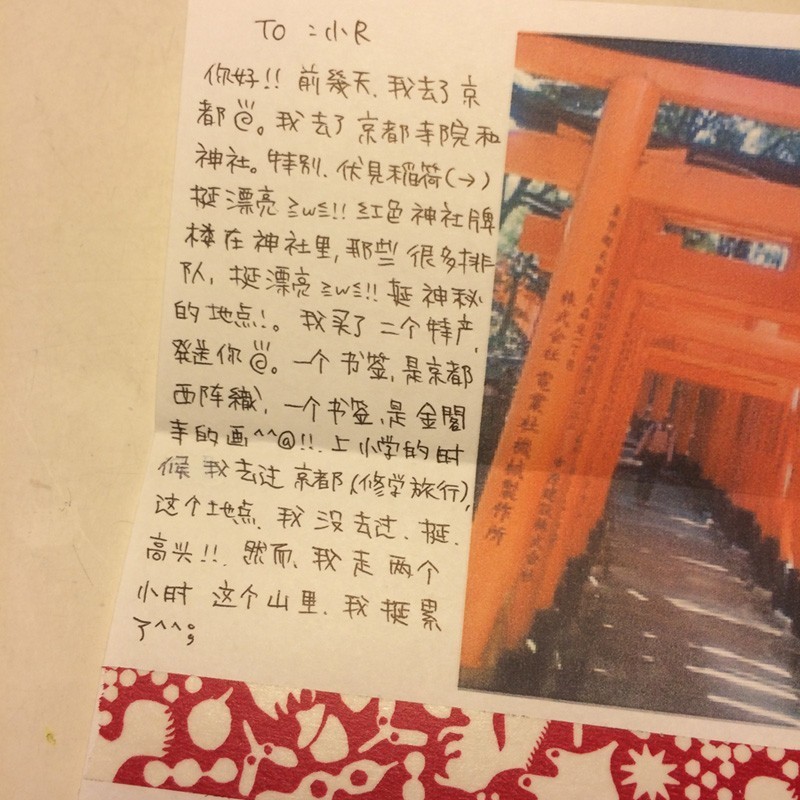 TO :小R
你好!! 前幾天、我去了京
都@。我去了京都寺院和
神社。特別、伏見稲荷(→)
挺漂亮≧w≦!! 红色神社牌
楼在神社里,那些很多排
队,挺漂亮≧w≦!! 挺神秘
的地点!。我买了二个特产,
発送你@。一个书签,是京都
西阵織,一个书签,是金閣
寺的画^^@!!.上小学的时
候我去过京都(修学旅行),
这个地点、我没去过、挺、
高兴!!.然而、我走两个
小时这个山里、我挺累
了^^;
株式会社 電業社機械製作所